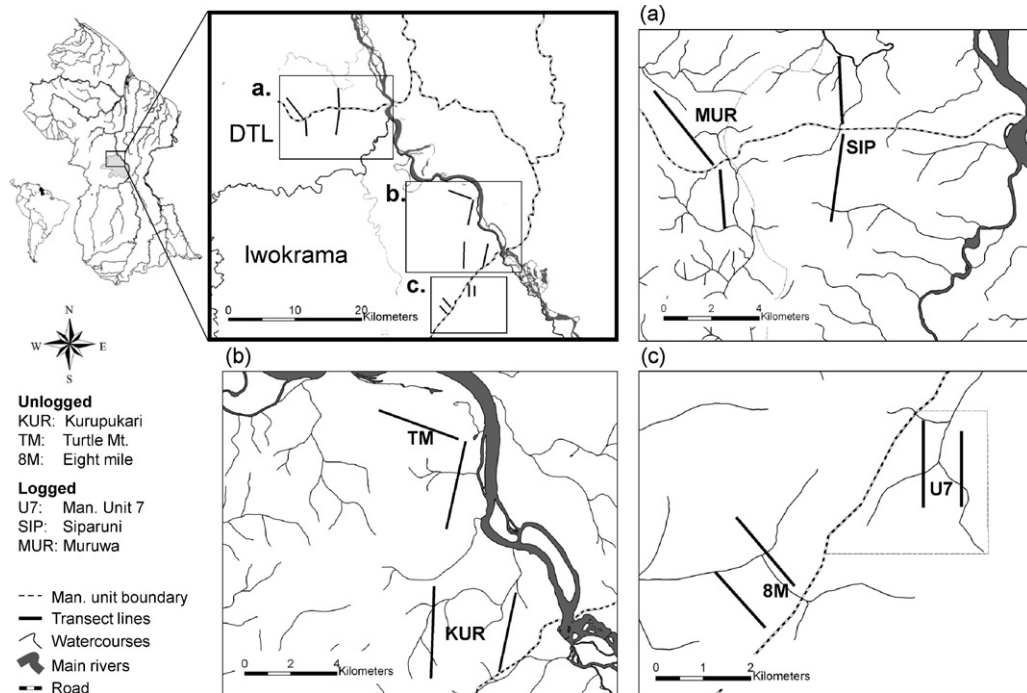 a.
DTL
b.
Iwokrama
c.
0 10 20
Kilometers
(a)
MUR
SIP
0 2 4
Kilometers
N
W E
S
Unlogged
KUR: Kurupukari
TM: Turtle Mt.
8M: Eight mile
Logged
U7: Man. Unit 7
SIP: Siparuni
MUR: Muruwa
Man. unit boundary
Transect lines
Watercourses
Main rivers
Road
(b)
TM
KUR
0 2 4
Kilometers
(c)
U7
8M
0 1 2
Kilometers